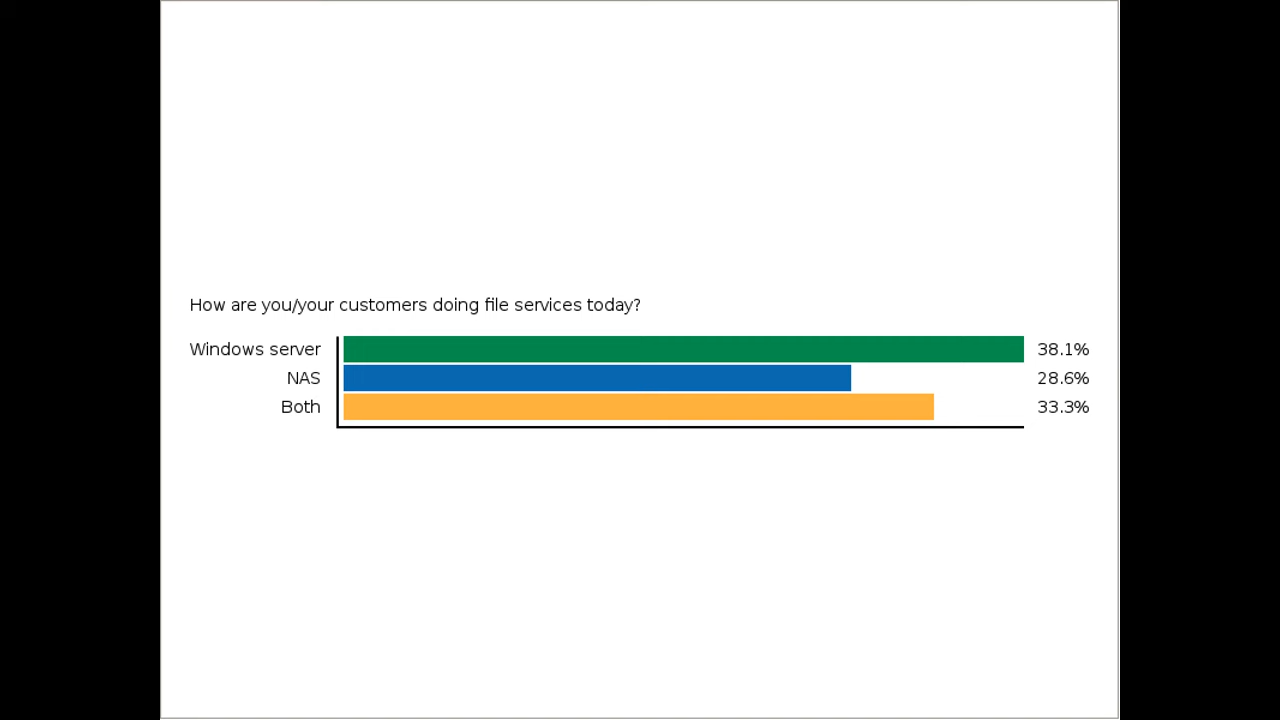 How are you/your customers doing file services today?
Windows server 38.1%
NAS 28.6%
Both 33.3%